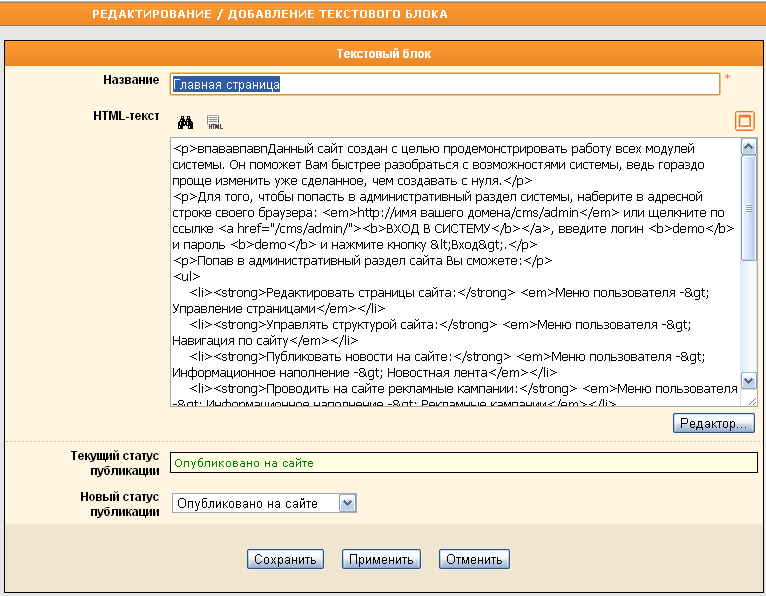 РЕДАКТИРОВАНИЕ / ДОБАВЛЕНИЕ ТЕКСТОВОГО БЛОКА
Текстовый блок
Название
Главная страница
*
HTML-текст
HTML
<p>впававпавпДанный сайт создан с целью продемонстрировать работу всех модулей
системы. Он поможет Вам быстрее разобраться с возможностями системы, ведь гораздо
проще изменить уже сделанное, чем создавать с нуля.</p>
<p>Для того, чтобы попасть в административный раздел системы, наберите в адресной
строке своего браузера: <em>http://имя вашего домена/cms/admin</em> или щелкните по
ссылке <a href="/cms/admin/"><b>ВХОД В СИСТЕМУ</b></a>, введите логин <b>demo</b>
и пароль <b>demo</b> и нажмите кнопку &lt;Вход&gt;.</p>
<p>Попав в административный раздел сайта Вы сможете:</p>
<ul>
<li><strong>Редактировать страницы сайта:</strong> <em>Меню пользователя -&gt;
Управление страницами</em></li>
<li><strong>Управлять структурой сайта:</strong> <em>Меню пользователя -&gt;
Навигация по сайту</em></li>
<li><strong>Публиковать новости на сайте:</strong> <em>Меню пользователя -&gt;
Информационное наполнение -&gt; Новостная лента</em></li>
<li><strong>Проводить на сайте рекламные кампании:</strong> <em>Меню пользователя
-&gt; Информационное наполнение -&gt; Рекламные кампании</em></li>
Редактор...
Текущий статус
публикации
Опубликовано на сайте
Новый статус
публикации
Опубликовано на сайте
Сохранить
Применить
Отменить